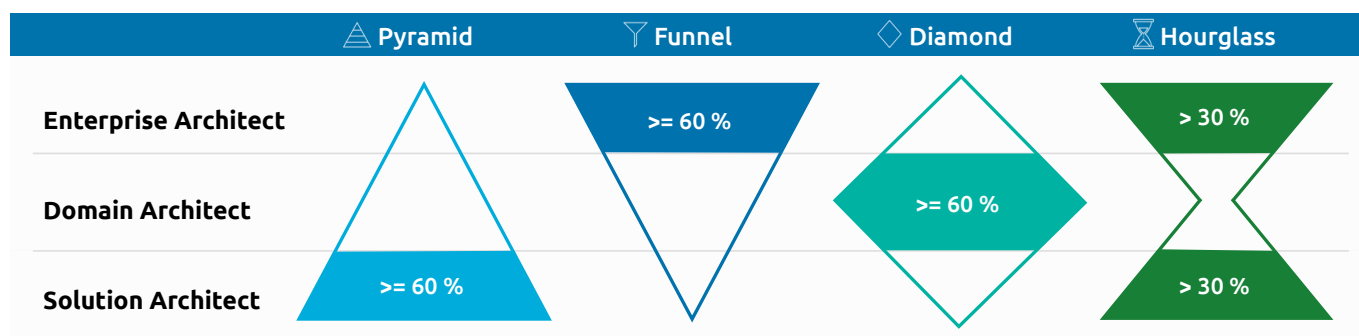 Pyramid Funnel Diamond Hourglass
Enterprise Architect >= 60 % > 30 %
Domain Architect >= 60 %
Solution Architect >= 60 % > 30 %